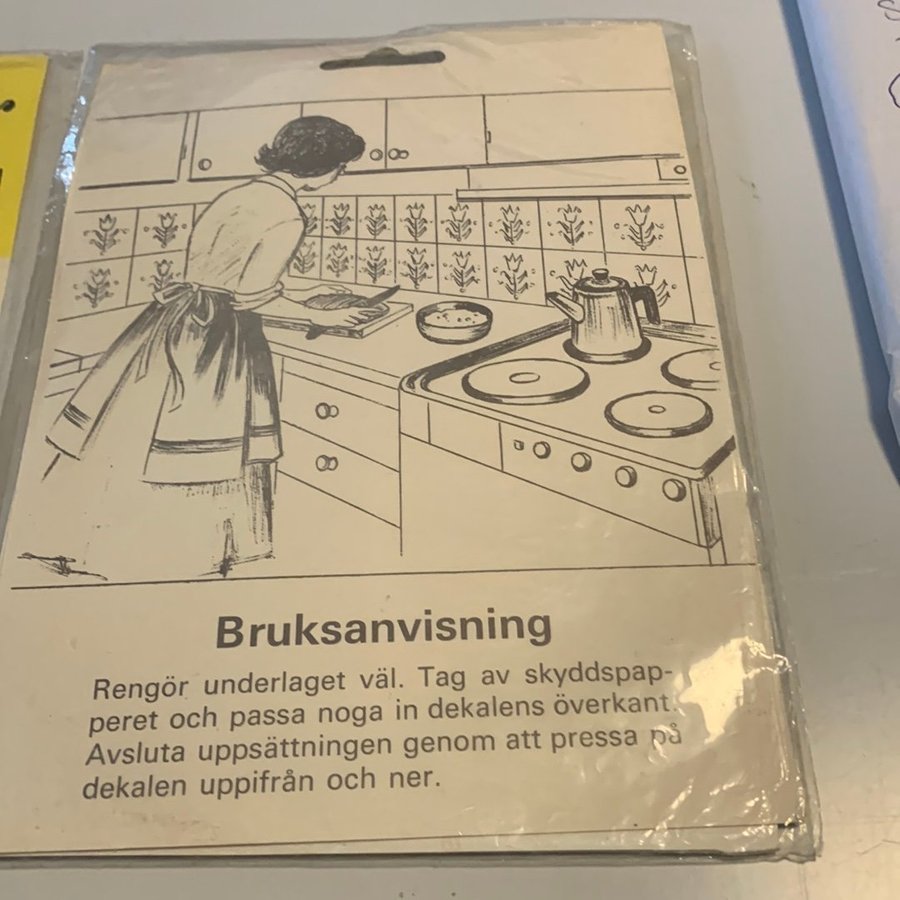 Bruksanvisning
Rengör underlaget väl. Tag av skyddspap-
peret och passa noga in dekalens överkant.
Avsluta uppsättningen genom att pressa på
dekalen uppifrån och ner.